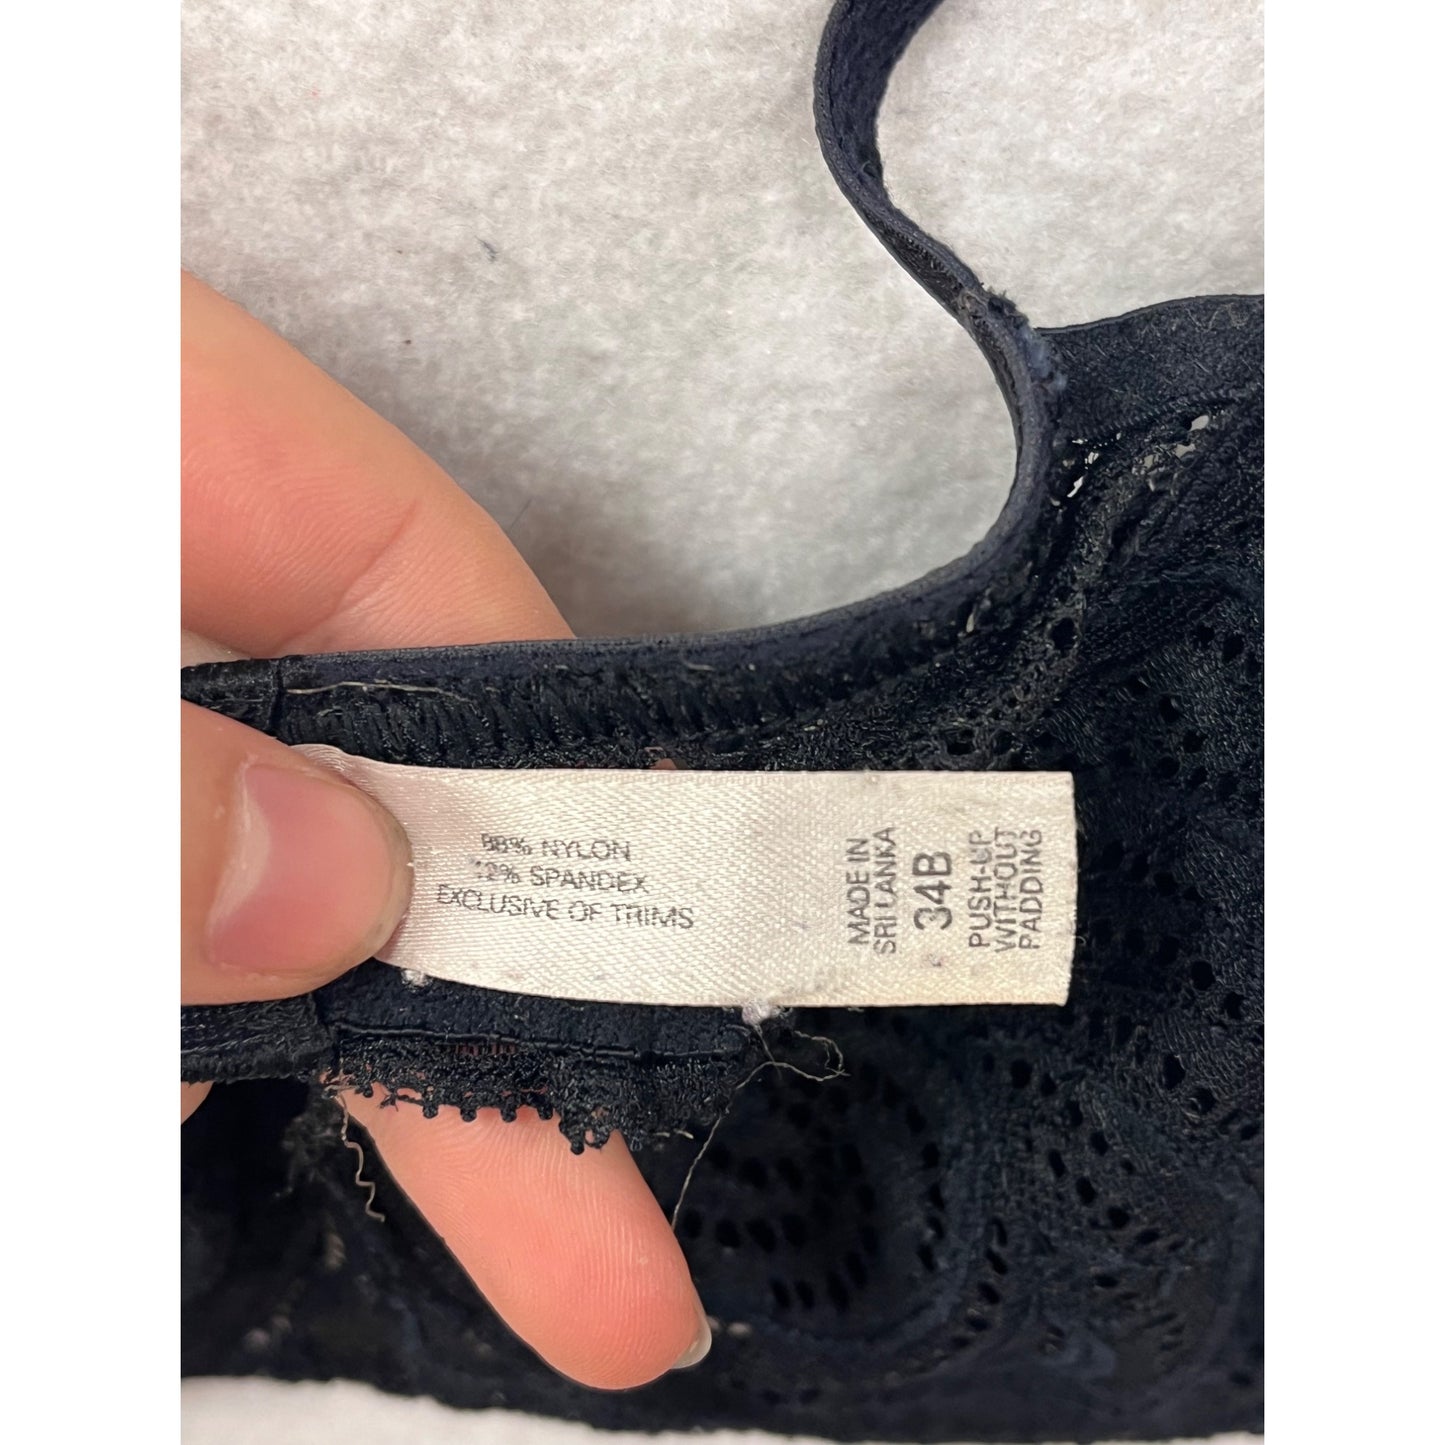 88% NYLON
12% SPANDEX
EXCLUSIVE OF TRIMS
MADE IN
SRI LANKA
34B
PUSH-UP
WITHOUT
PADDING